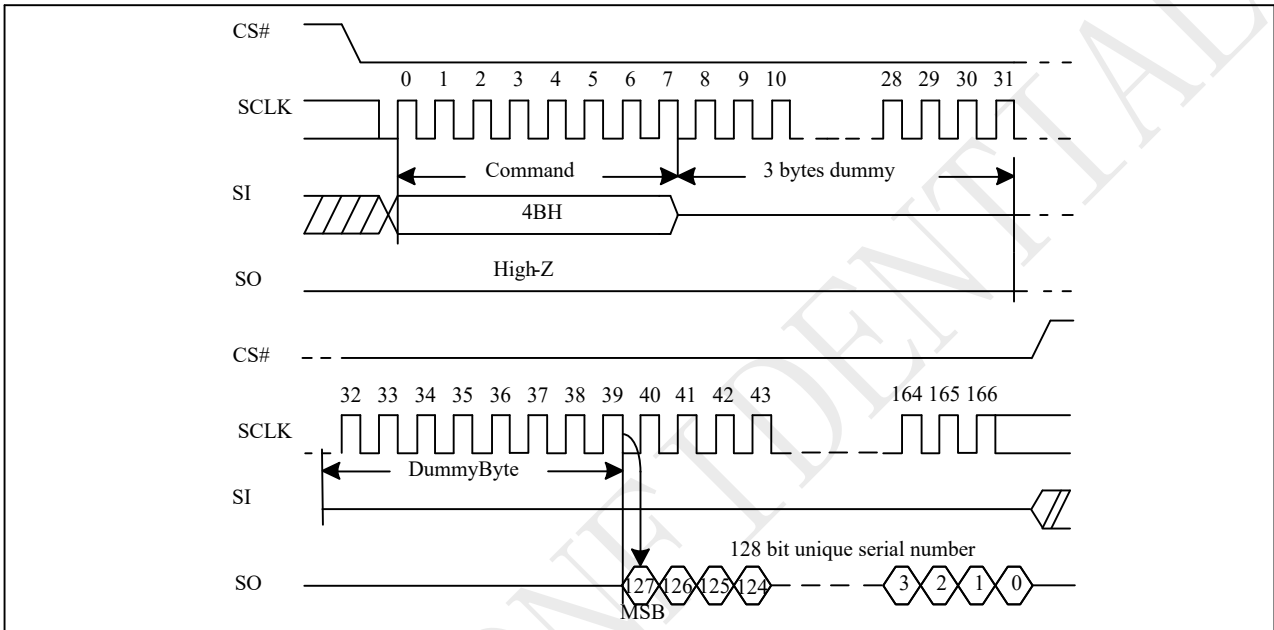 CS#
0 1 2 3 4 5 6 7 8 9 10 28 29 30 31
SCLK
Command 3 bytes dummy
SI
4BH
High-Z
SO
CS#
32 33 34 35 36 37 38 39 40 41 42 43 164 165 166
SCLK
DummyByte
SI
128 bit unique serial number
SO 127 126 125 124 3 2 1 0
MSB